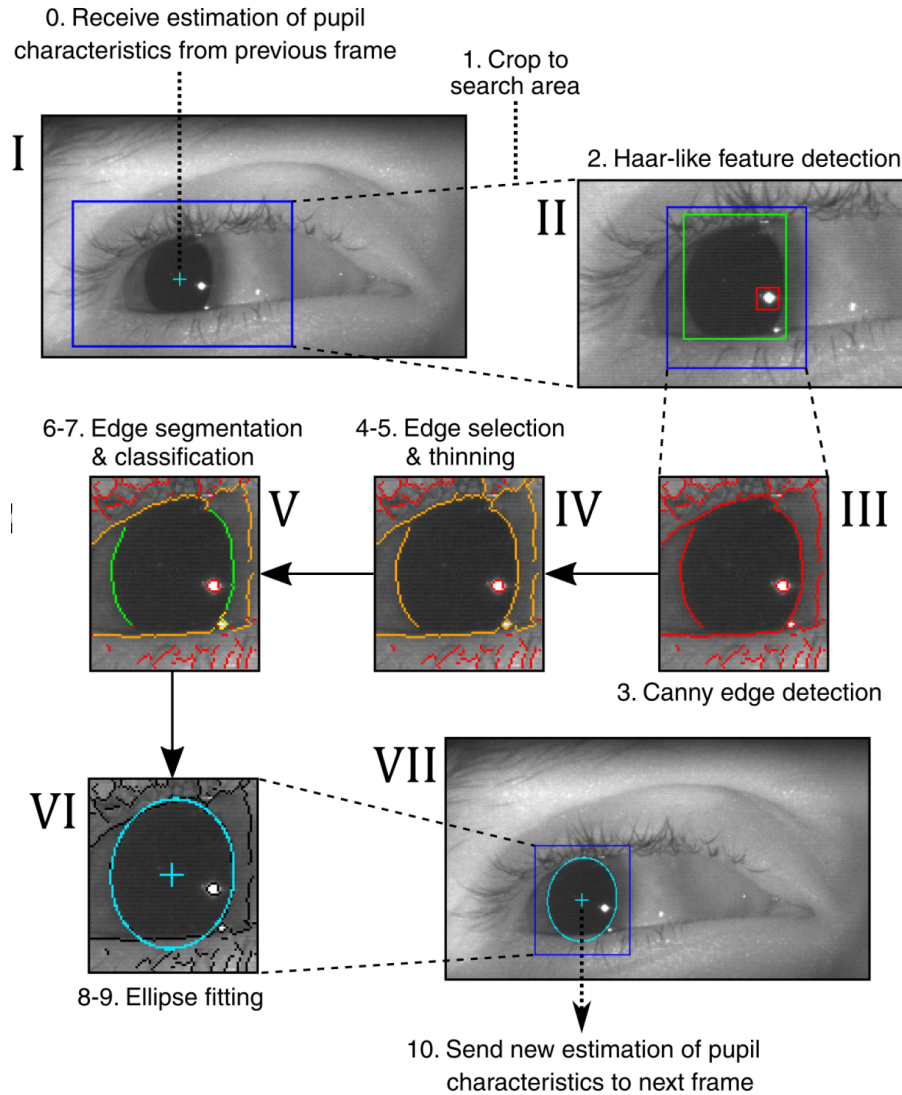 0. Receive estimation of pupil
characteristics from previous frame
1. Crop to
search area
I
2. Haar-like feature detection
II
6-7. Edge segmentation
& classification
4-5. Edge selection
& thinning
V
IV
III
3. Canny edge detection
VII
VI
8-9. Ellipse fitting
10. Send new estimation of pupil
characteristics to next frame